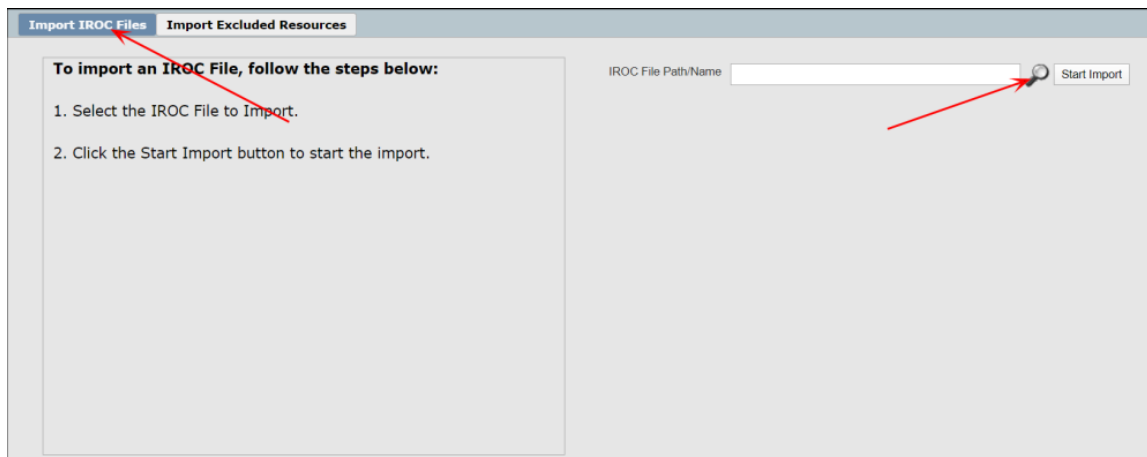 Import IROC Files Import Excluded Resources
To import an IROC File, follow the steps below:
1. Select the IROC File to Import.
2. Click the Start Import button to start the import.
IROC File Path/Name
Start Import